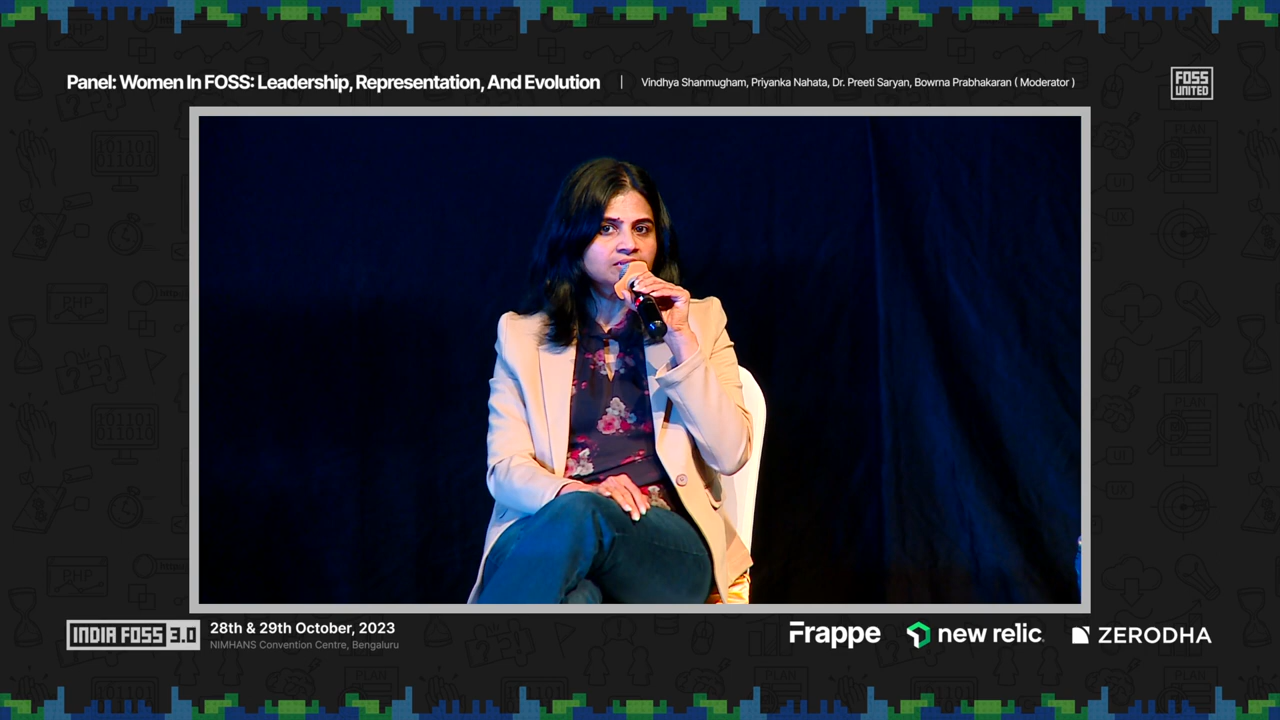 Panel: Women In FOSS: Leadership, Representation, And Evolution | Vindhya Shanmugham, Priyanka Nahata, Dr. Preeti Saryan, Bowrna Prabhakaran ( Moderator )
FOSS
UNITED
INDIA FOSS 3.0
28th & 29th October, 2023
NIMHANS Convention Centre, Bengaluru
Frappe
new relic
ZERODHA